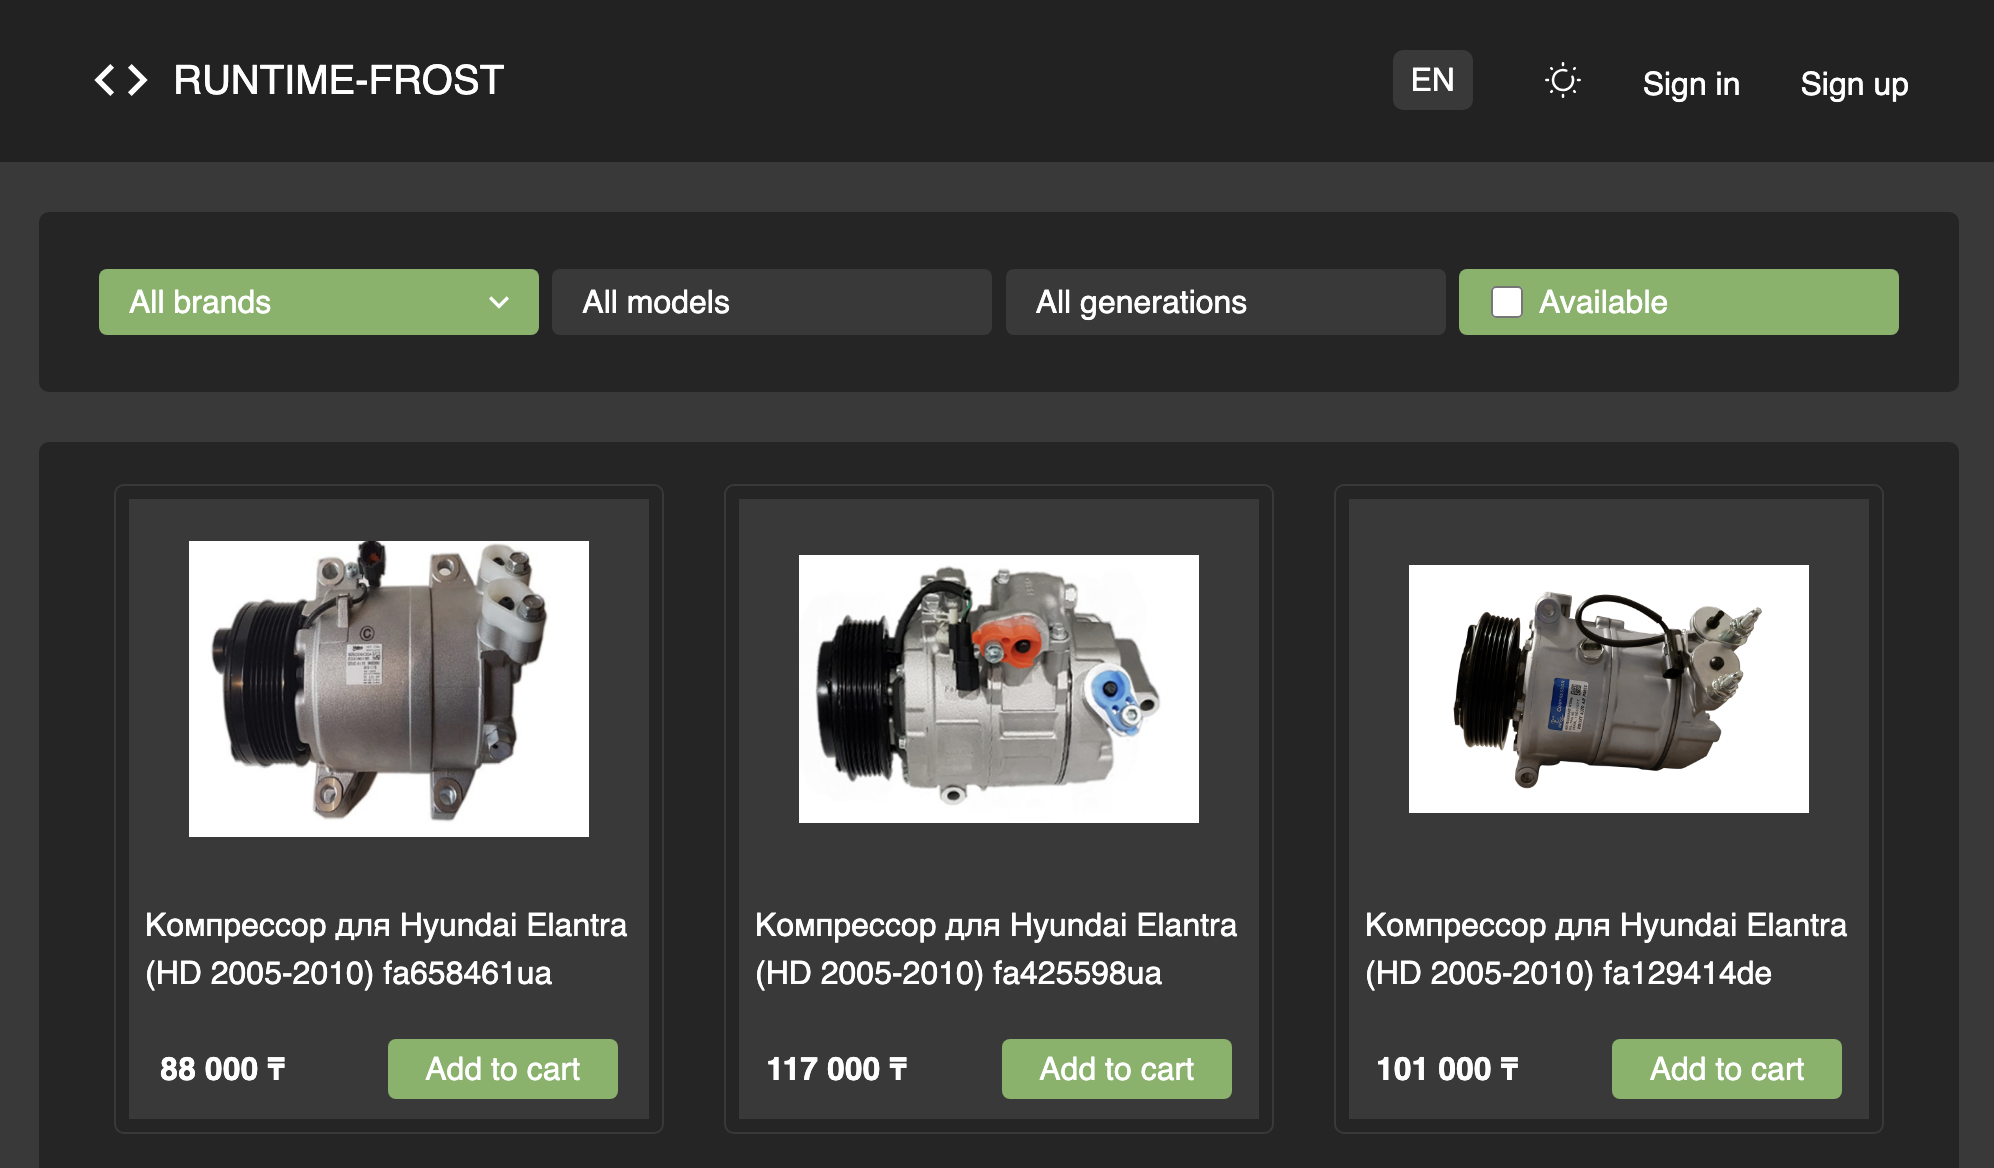 RUNTIME-FROST
EN
Sign in
Sign up
All brands
All models
All generations
Available
Компрессор для Hyundai Elantra
(HD 2005-2010) fa658461ua
88 000 ₸
Add to cart
Компрессор для Hyundai Elantra
(HD 2005-2010) fa425598ua
117 000 ₸
Add to cart
Компрессор для Hyundai Elantra
(HD 2005-2010) fa129414de
101 000 ₸
Add to cart